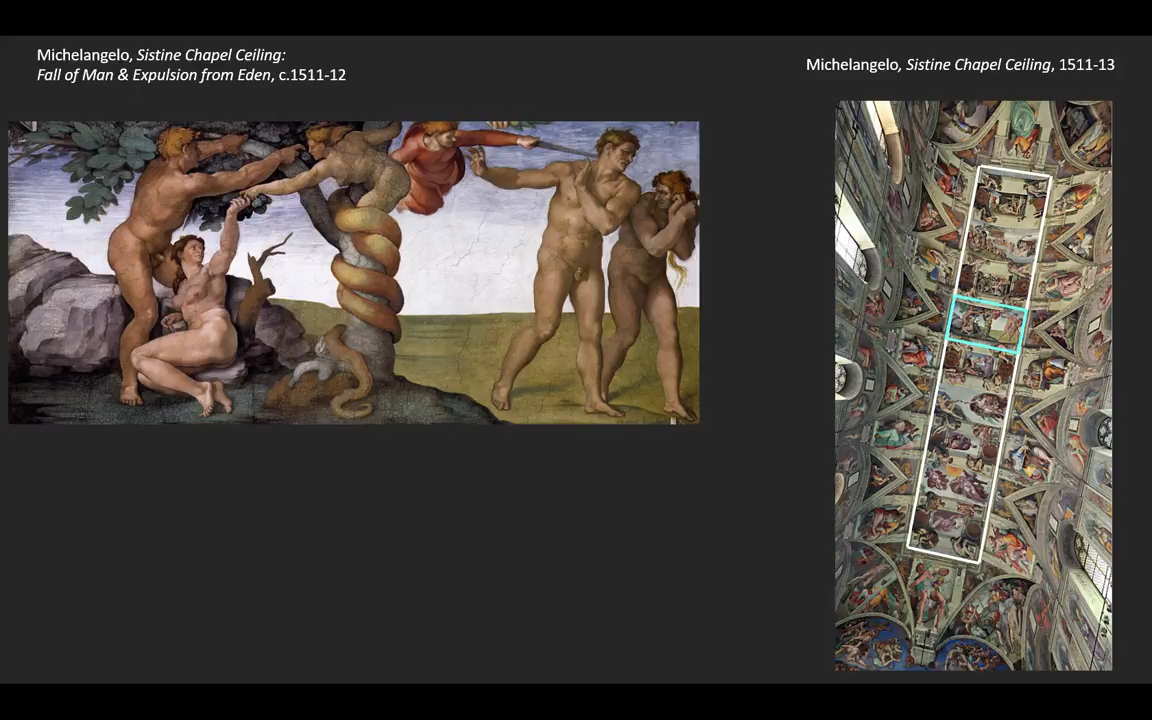 Michelangelo, Sistine Chapel Ceiling:
Fall of Man & Expulsion from Eden, c.1511-12
Michelangelo, Sistine Chapel Ceiling, 1511-13